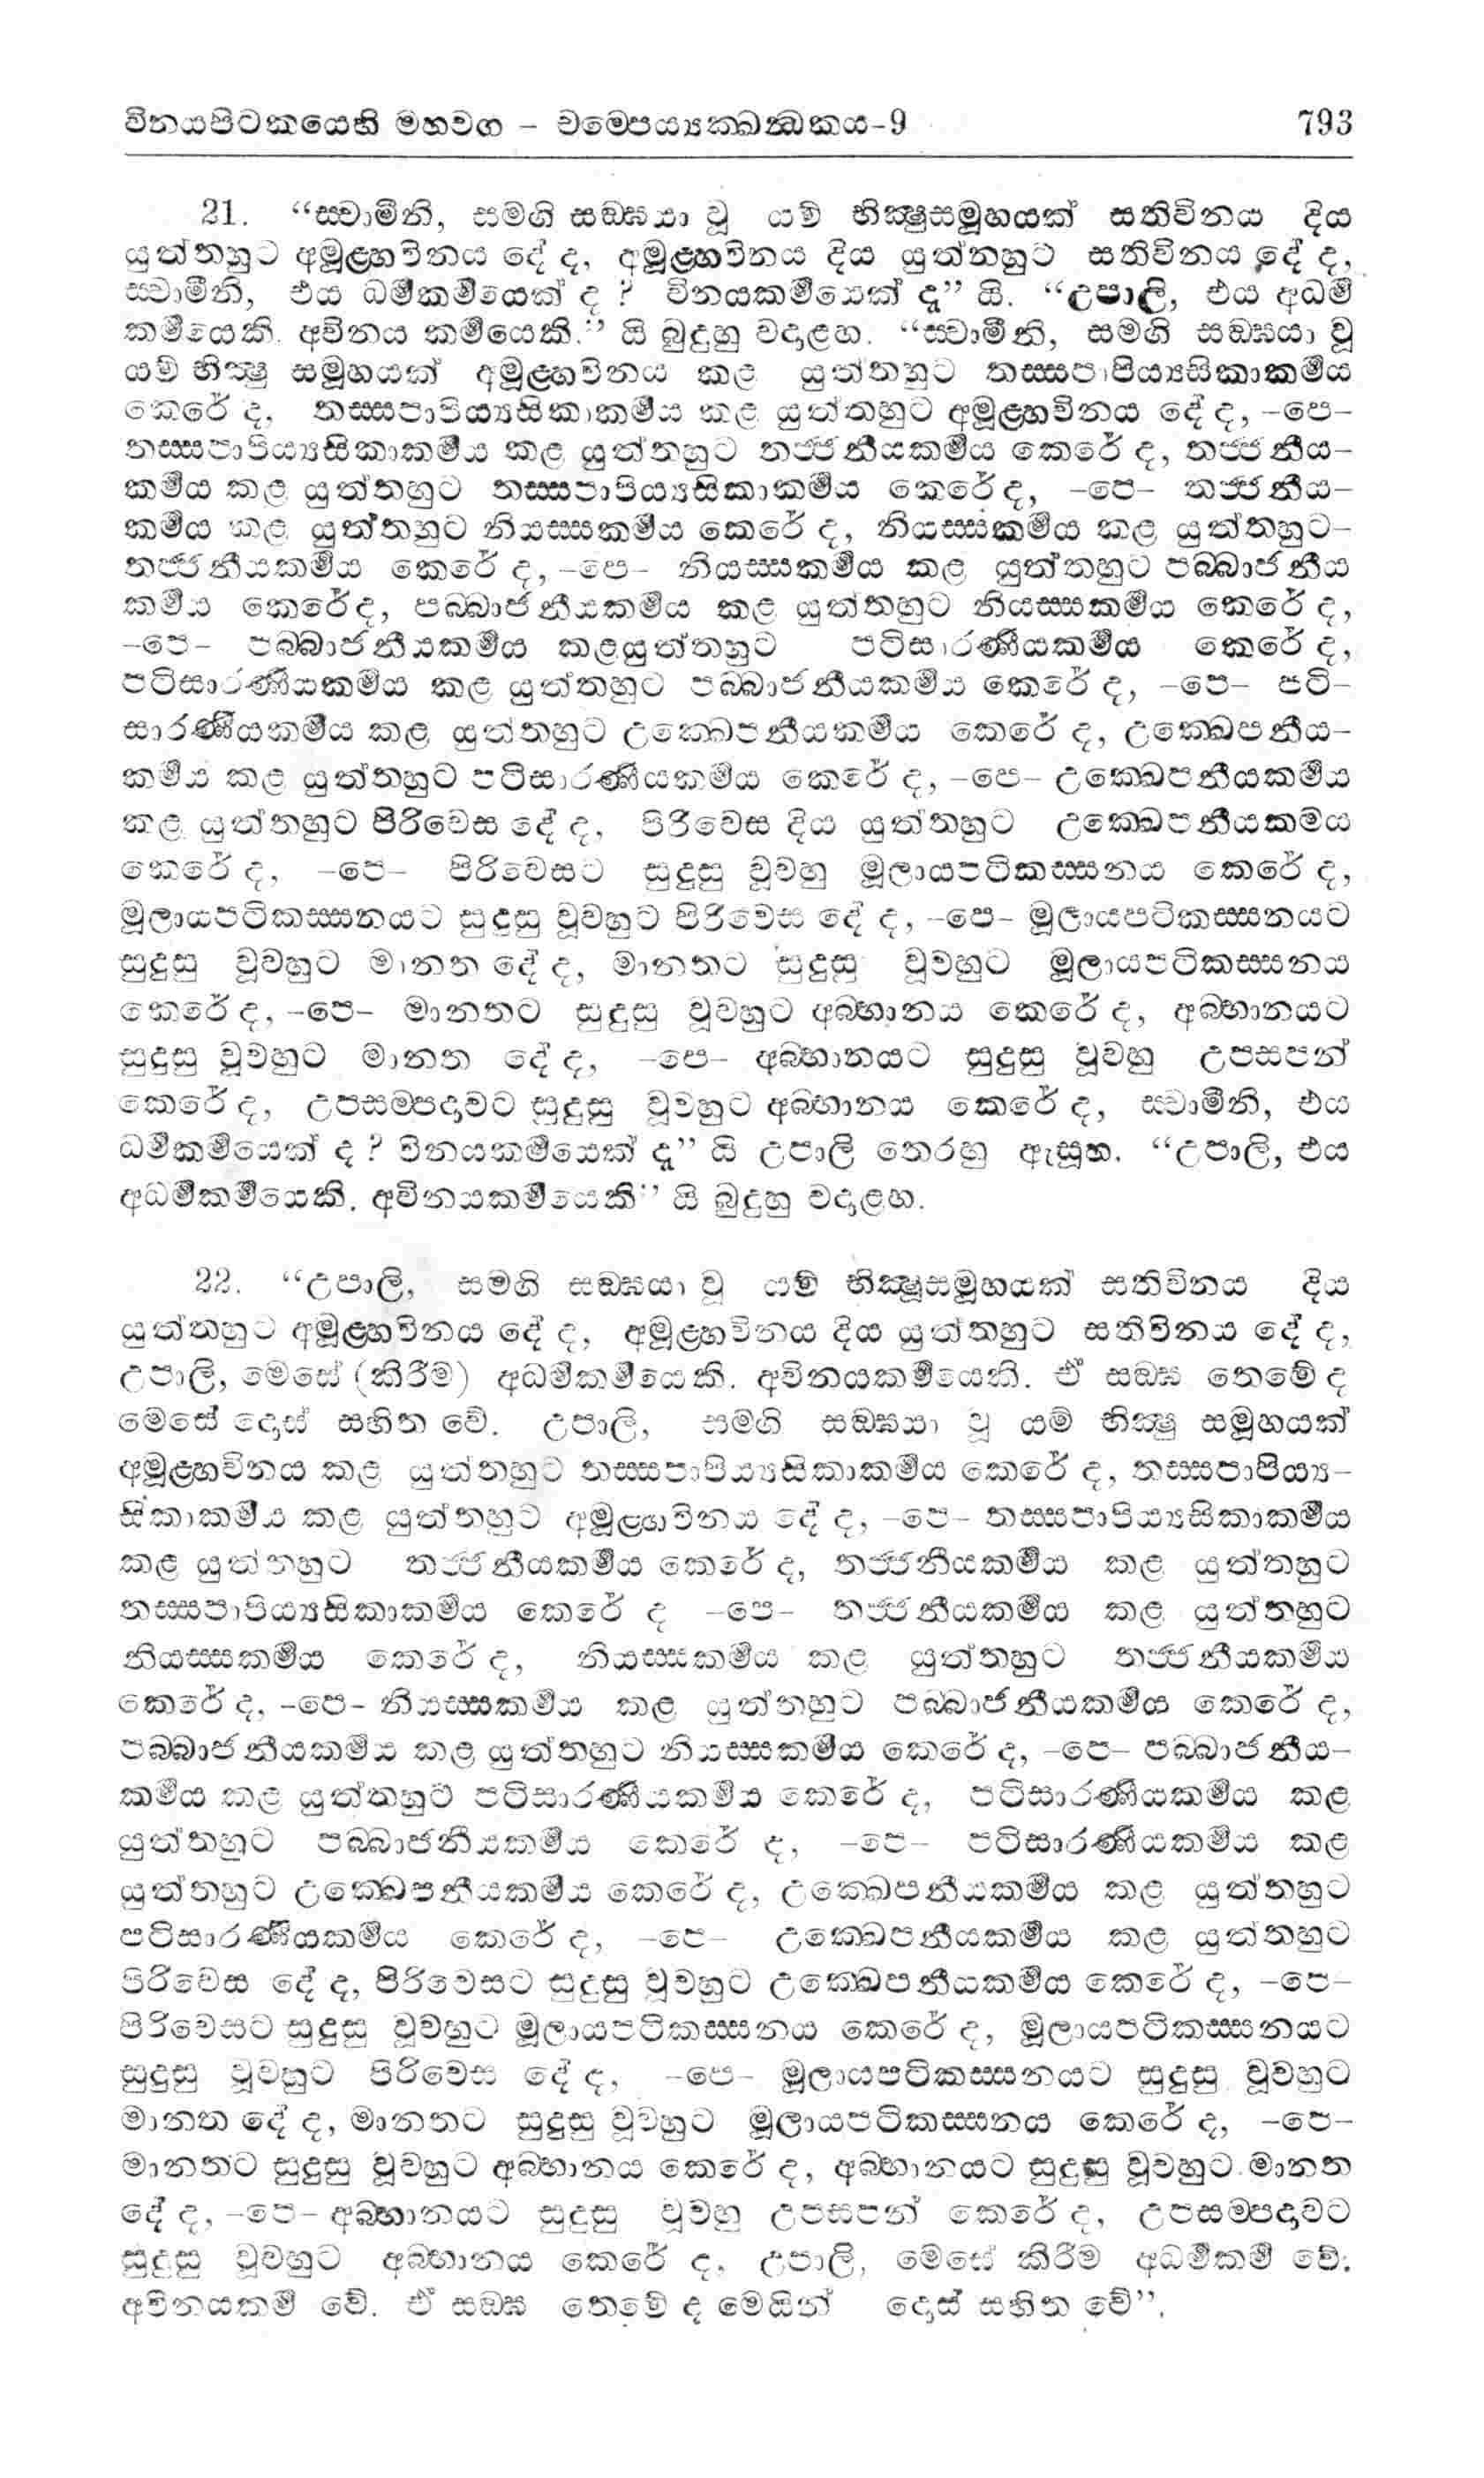 විනයපිටකයෙහි මහවග - චම්පෙය්‍යක්ඛන්‍ධකය-9 793
21. “ස්වාමීනි, සමගි සඞ්ඝයා වූ යම් භික්‍ෂුසමූහයක් සතිවිනය දිය
යුත්තහුට අමූළ්හවිනය දේ ද, අමූළ්හවිනය දිය යුත්තහුට සතිවිනය දේ ද,
ස්වාමීනි, එය ධර්‍මකර්‍මයෙක් ද ? විනයකර්‍මයෙක් දැ” යි. “උපාලි, එය අධර්‍ම
කර්‍මයෙකි. අවිනය කර්‍මයෙකි.” යි බුදුහු වදාළහ. “ස්වාමීනි, සමගි සඞ්ඝයා වූ
යම් භික්‍ෂු සමූහයක් අමූළ්හවිනය කළ යුත්තහුට තස්සපාපිය්‍යසිකාකර්‍මය
කෙරේ ද, තස්සපාපිය්‍යසිකාකර්‍මය කළ යුත්තහුට අමූළ්හවිනය දේ ද, -පෙ-
තස්සපාපිය්‍යසිකාකර්‍මය කළ යුත්තහුට තජ්ජනීයකර්‍මය කෙරේ ද, තජ්ජනීය-
කර්‍මය කළ යුත්තහුට තස්සපාපිය්‍යසිකාකර්‍මය කෙරේද, -පෙ- තජ්ජනීය-
කර්‍මය කළ යුත්තහුට නියස්සකර්‍මය කෙරේ ද, නියස්සකර්‍මය කළ යුත්තහුට-
තජ්ජනීයකර්‍මය කෙරේ ද, -පෙ- නියස්සකර්‍මය කළ යුත්තහුට පබ්බාජනීය
කර්‍මය කෙරේද, පබ්බාජනීයකර්‍මය කළ යුත්තහුට නියස්සකර්‍මය කෙරේ ද,
-පෙ- පබ්බාජනීයකර්‍මය කළයුත්තහුට පටිසාරණීයකර්‍මය කෙරේ ද,
පටිසාරණීයකර්‍මය කළ යුත්තහුට පබ්බාජනීයකර්‍මය කෙරේ ද, -පෙ- පටි-
සාරණීයකර්‍මය කළ යුත්තහුට උක්ඛෙපනීයකර්‍මය කෙරේ ද, උක්ඛෙපනීය-
කර්‍මය කළ යුත්තහුට පටිසාරණීයකර්‍මය කෙරේ ද, -පෙ- උක්ඛෙපනීයකර්‍මය
කළ යුත්තහුට පිරිවෙස දේ ද, පිරිවෙස දිය යුත්තහුට උක්ඛෙපනීයකර්‍මය
කෙරේ ද, -පෙ- පිරිවෙසට සුදුසු වූවහු මූලායපටිකස්සනය කෙරේ ද,
මූලායපටිකස්සනයට සුදුසු වූවහුට පිරිවෙස දේ ද, -පෙ- මූලායපටිකස්සනයට
සුදුසු වූවහුට මානත දේ ද, මානතට සුදුසු වූවහුට මූලායපටිකස්සනය
කෙරේ ද, -පෙ- මානතට සුදුසු වූවහුට අබ්භානය කෙරේ ද, අබ්භානයට
සුදුසු වූවහුට මානත දේ ද, -පෙ- අබ්භානයට සුදුසු වූවහු උපසපන්
කෙරේ ද, උපසම්පදාවට සුදුසු වූවහුට අබ්භානය කෙරේ ද, ස්වාමීනි, එය
ධර්‍මකර්‍මයෙක් ද ? විනයකර්‍මයෙක් දැ” යි උපාලි තෙරහු ඇසූහ. “උපාලි, එය
අධර්‍මකර්‍මයෙකි. අවිනයකර්‍මයෙකි” යි බුදුහු වදාළහ.
22. “උපාලි, සමගි සඞ්ඝයා වූ යම් භික්‍ෂූසමූහයක් සතිවිනය දිය
යුත්තහුට අමූළ්හවිනය දේ ද, අමූළ්හවිනය දිය යුත්තහුට සතිවිනය දේ ද,
උපාලි, මෙසේ (කිරීම) අධර්‍මකර්‍මයෙකි. අවිනයකර්‍මයෙකි. ඒ සඞ්ඝ තෙමේ ද
මෙසේ දොස් සහිත වේ. උපාලි, සමගි සඞ්ඝයා වූ යම් භික්‍ෂු සමූහයක්
අමූළ්හවිනය කළ යුත්තහුට තස්සපාපිය්‍යසිකාකර්‍මය කෙරේ ද, තස්සපාපිය්‍ය-
සිකාකර්‍මය කළ යුත්තහුට අමූළ්හවිනය දේ ද, -පෙ- තස්සපාපිය්‍යසිකාකර්‍මය
කළ යුත්තහුට තජ්ජනීයකර්‍මය කෙරේ ද, තජ්ජනීයකර්‍මය කළ යුත්තහුට
තස්සපාපිය්‍යසිකාකර්‍මය කෙරේ ද -පෙ- තජ්ජනීයකර්‍මය කළ යුත්තහුට
නියස්සකර්‍මය කෙරේ ද, නියස්සකර්‍මය කළ යුත්තහුට තජ්ජනීයකර්‍මය
කෙරේ ද, -පෙ- නියස්සකර්‍මය කළ යුත්තහුට පබ්බාජනීයකර්‍මය කෙරේ ද,
පබ්බාජනීයකර්‍මය කළ යුත්තහුට නියස්සකර්‍මය කෙරේ ද, -පෙ- පබ්බාජනීය-
කර්‍මය කළ යුත්තහුට පටිසාරණීයකර්‍මය කෙරේ ද, පටිසාරණීයකර්‍මය කළ
යුත්තහුට පබ්බාජනීයකර්‍මය කෙරේ ද, -පෙ- පටිසාරණීයකර්‍මය කළ
යුත්තහුට උක්ඛෙපනීයකර්‍මය කෙරේ ද, උක්ඛෙපනීයකර්‍මය කළ යුත්තහුට
පටිසාරණීයකර්‍මය කෙරේ ද, -පෙ- උක්ඛෙපනීයකර්‍මය කළ යුත්තහුට
පිරිවෙස දේ ද, පිරිවෙසට සුදුසු වූවහුට උක්ඛෙපනීයකර්‍මය කෙරේ ද, -පෙ-
පිරිවෙසට සුදුසු වූවහුට මූලායපටිකස්සනය කෙරේ ද, මූලායපටිකස්සනයට
සුදුසු වූවහුට පිරිවෙස දේ ද, -පෙ- මූලායපටිකස්සනයට සුදුසු වූවහුට
මානත දේ ද, මානතට සුදුසු වූවහුට මූලායපටිකස්සනය කෙරේ ද, -පෙ-
මානතට සුදුසු වූවහුට අබ්භානය කෙරේ ද, අබ්භානයට සුදුසු වූවහුට මානත
දේ ද, -පෙ- අබ්භානයට සුදුසු වූවහු උපසපන් කෙරේ ද, උපසම්පදාවට
සුදුසු වූවහුට අබ්භානය කෙරේ ද, උපාලි, මෙසේ කිරීම අධර්‍මකර්‍ම වේ.
අවිනයකර්‍ම වේ. ඒ සඞ්ඝ තෙමේ ද මෙයින් දොස් සහිත වේ”.